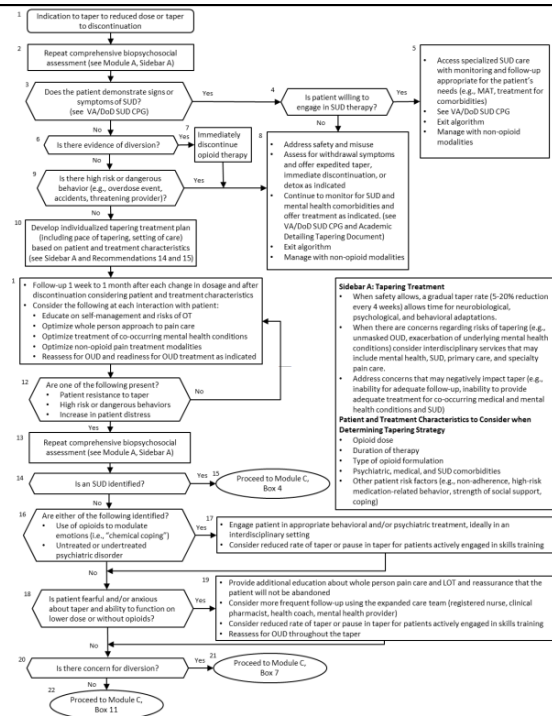 1
Indication to taper to reduced dose or taper
to discontinuation
2
Repeat comprehensive biopsychosocial
assessment (see Module A, Sidebar A)
3
Does the patient demonstrate signs or
symptoms of SUD?
(see VA/DoD SUD CPG)
Yes
No
4
Is patient willing to
engage in SUD therapy?
Yes
No
5
• Access specialized SUD care
with monitoring and follow-up
appropriate for the patient's
needs (e.g., MAT, treatment for
comorbidities)
• See VA/DoD SUD CPG
• Exit algorithm
• Manage with non-opioid
modalities
6
Is there evidence of diversion?
Yes
No
7
Immediately
discontinue
opioid therapy
8
• Address safety and misuse
• Assess for withdrawal symptoms
and offer expedited taper,
immediate discontinuation, or
detox as indicated
• Continue to monitor for SUD and
mental health comorbidities and
offer treatment as indicated. (see
VA/DoD SUD CPG and Academic
Detailing Tapering Document)
• Exit algorithm
• Manage with non-opioid modalities
9
Is there high risk or dangerous
behavior (e.g., overdose event,
accidents, threatening provider)?
Yes
No
10
Develop individualized tapering treatment plan
(including pace of tapering, setting of care)
based on patient and treatment characteristics
(see Sidebar A and Recommendations 14 and 15)
1
• Follow-up 1 week to 1 month after each change in dosage and after
discontinuation considering patient and treatment characteristics
• Consider the following at each interaction with patient:
• Educate on self-management and risks of OT
• Optimize whole person approach to pain care
• Optimize treatment of co-occurring mental health conditions
• Optimize non-opioid pain treatment modalities
• Reassess for OUD and readiness for OUD treatment as indicated
12
Are one of the following present?
• Patient resistance to taper
• High risk or dangerous behaviors
• Increase in patient distress
No
Yes
13
Repeat comprehensive biopsychosocial
assessment (see Module A, Sidebar A)
14
Is an SUD identified?
Yes
No
15
Proceed to Module C,
Box 4
Sidebar A: Tapering Treatment
• When safety allows, a gradual taper rate (5-20% reduction
every 4 weeks) allows time for neurobiological,
psychological, and behavioral adaptations.
• When there are concerns regarding risks of tapering (e.g.,
unmasked OUD, exacerbation of underlying mental health
conditions) consider interdisciplinary services that may
include mental health, SUD, primary care, and specialty
pain care.
• Address concerns that may negatively impact taper (e.g.,
inability for adequate follow-up, inability to provide
adequate treatment for co-occurring medical and mental
health conditions and SUD)
Patient and Treatment Characteristics to Consider when
Determining Tapering Strategy
• Opioid dose
• Duration of therapy
• Type of opioid formulation
• Psychiatric, medical, and SUD comorbidities
• Other patient risk factors (e.g., non-adherence, high-risk
medication-related behavior, strength of social support,
coping)
16
Are either of the following identified?
• Use of opioids to modulate
emotions (i.e., "chemical coping")
• Untreated or undertreated
psychiatric disorder
Yes
No
17
• Engage patient in appropriate behavioral and/or psychiatric treatment, ideally in an
interdisciplinary setting
• Consider reduced rate of taper or pause in taper for patients actively engaged in skills training
18
Is patient fearful and/or anxious
about taper and ability to function on
lower dose or without opioids?
Yes
No
19
• Provide additional education about whole person pain care and LOT and reassurance that the
patient will not be abandoned
• Consider more frequent follow-up using the expanded care team (registered nurse, clinical
pharmacist, health coach, mental health provider)
• Consider reduced rate of taper or pause in taper for patients actively engaged in skills training
• Reassess for OUD throughout the taper
20
Is there concern for diversion?
Yes
No
21
Proceed to Module C,
Box 7
22
Proceed to Module C,
Box 11